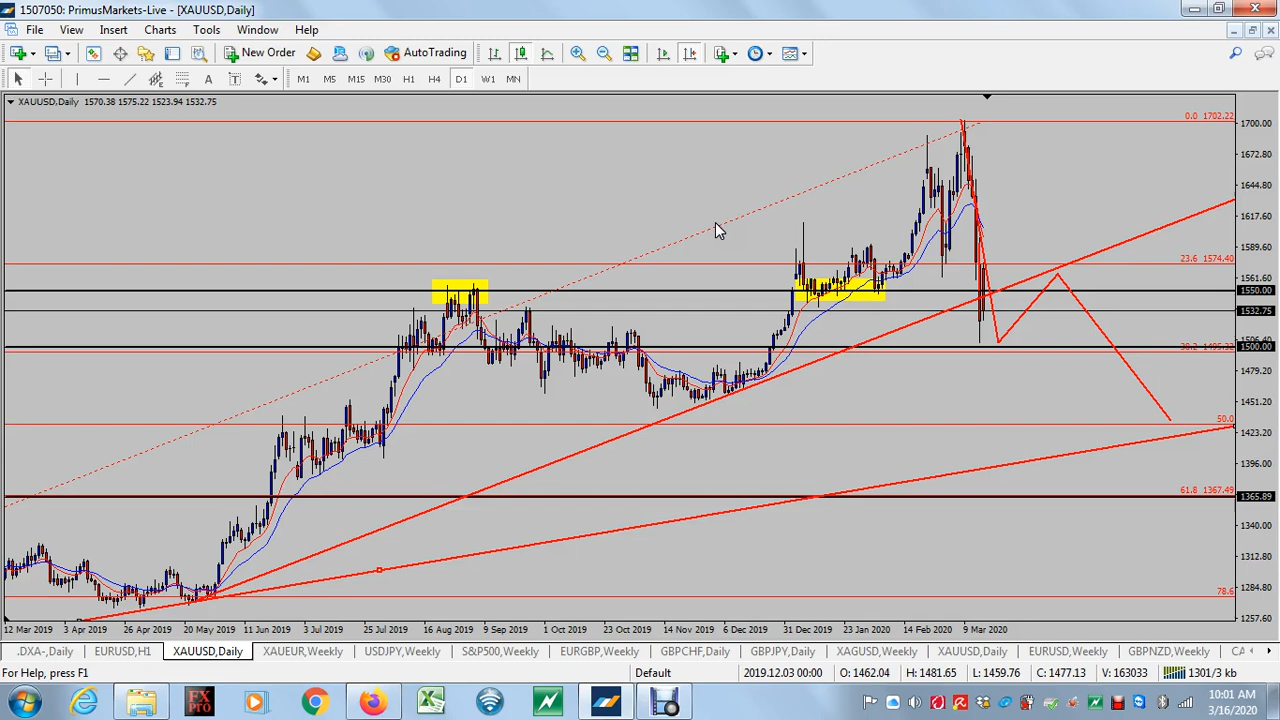 1507050: PrimusMarkets-Live - [XAUUSD,Daily]
File View Insert Charts Tools Window Help
New Order AutoTrading
A T M1 M5 M15 M30 H1 H4 D1 W1 MN
XAUUSD,Daily 1570.38 1575.22 1523.94 1532.75
0.0 1702.22
1700.00
1672.80
1644.80
1617.60
1589.60
23.6 1574.40
1561.60
1550.00
1532.75
1506.40
1500.00
1479.20
1451.20
50.0
1423.20
1396.00
61.8 1367.49
1365.89
1340.00
1312.80
78.6
1284.80
1257.60
12 Mar 2019 3 Apr 2019 26 Apr 2019 20 May 2019 11 Jun 2019 3 Jul 2019 25 Jul 2019 16 Aug 2019 9 Sep 2019 1 Oct 2019 23 Oct 2019 14 Nov 2019 6 Dec 2019 31 Dec 2019 23 Jan 2020 14 Feb 2020 9 Mar 2020
.DXA-,Daily EURUSD,H1 XAUUSD,Daily XAUEUR,Weekly USDJPY,Weekly S&P500,Weekly EURGBP,Weekly GBPCHF,Daily GBPJPY,Daily XAGUSD,Weekly XAUUSD,Daily EURUSD,Weekly GBPNZD,Weekly CA
For Help, press F1 Default 2019.12.03 00:00 O: 1462.04 H: 1481.65 L: 1459.76 C: 1477.13 V: 163033 1301/3 kb
FX PRO
10:01 AM
3/16/2020